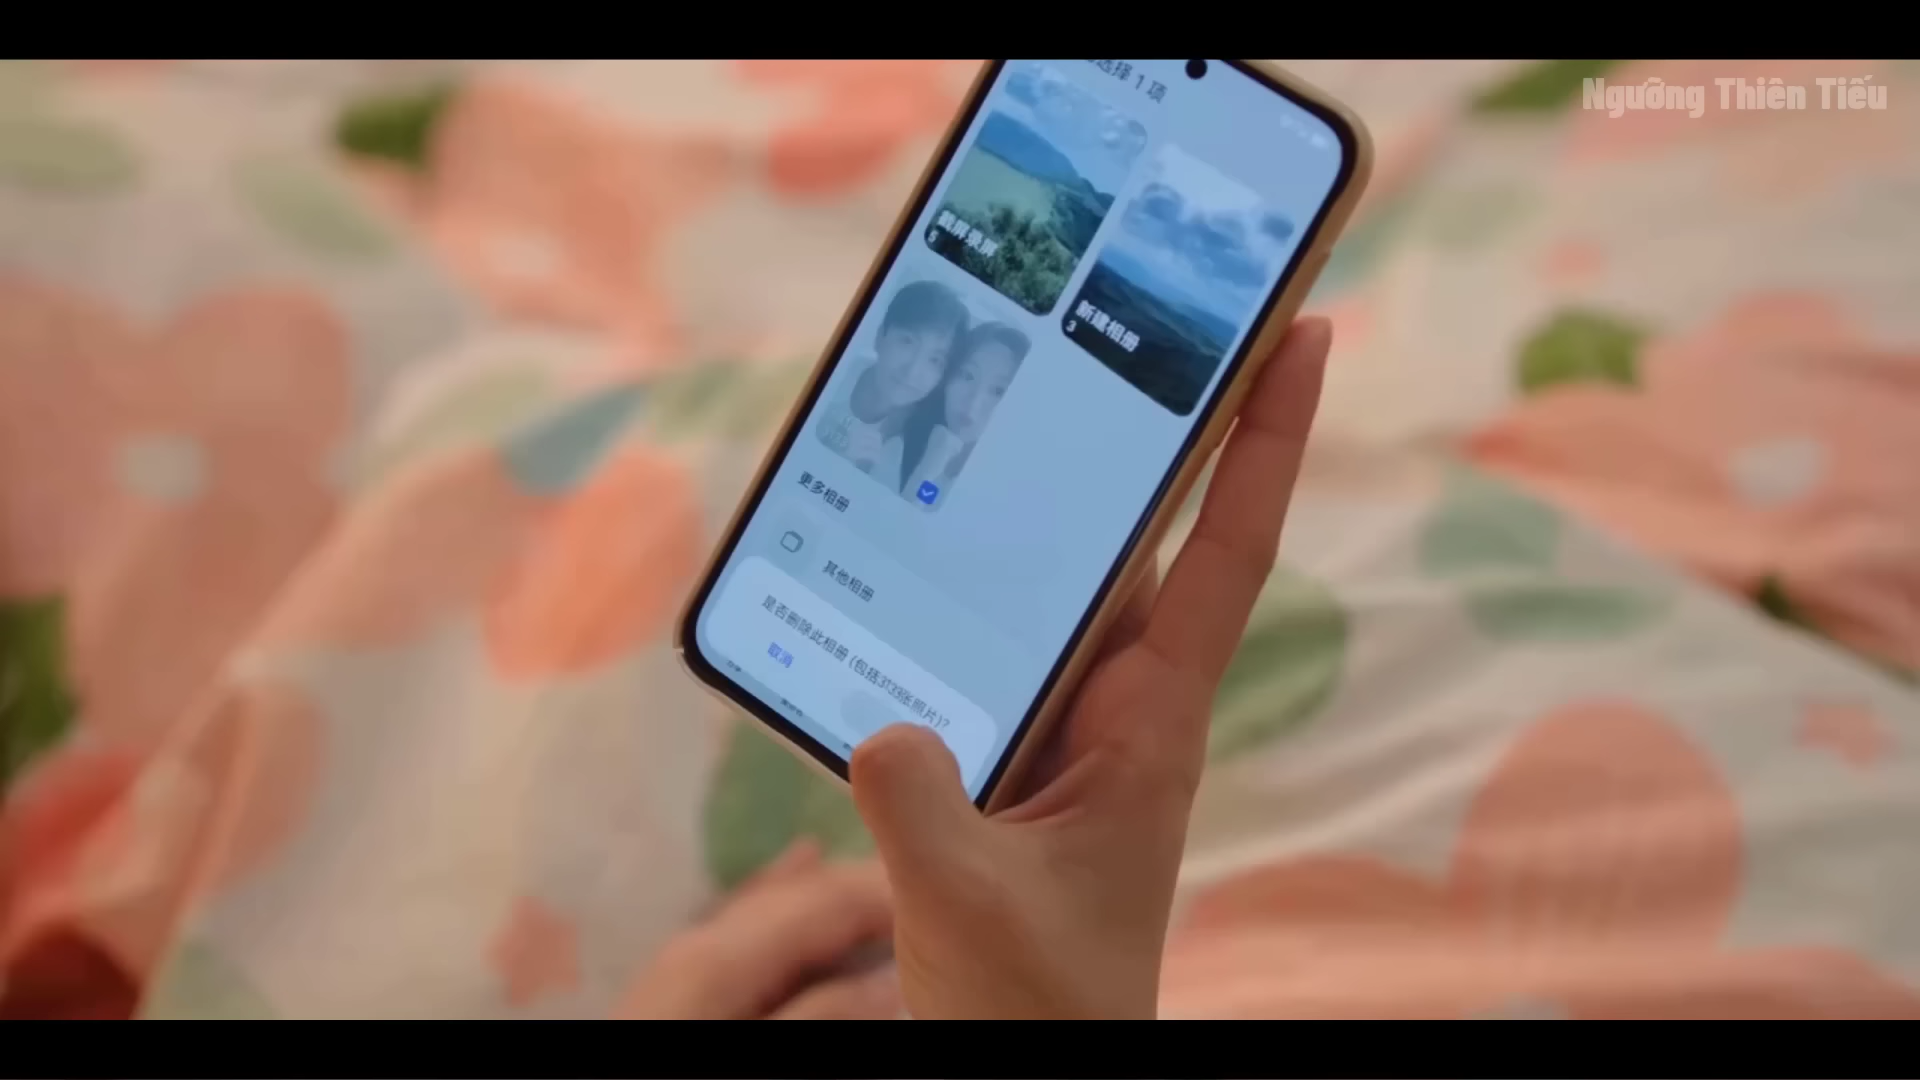 Ngưỡng Thiên Tiếu
选择 1 项
截屏录屏
5
新建相册
3
更多相册
其他相册
是否删除此相册 (包括3133张照片)?
取消